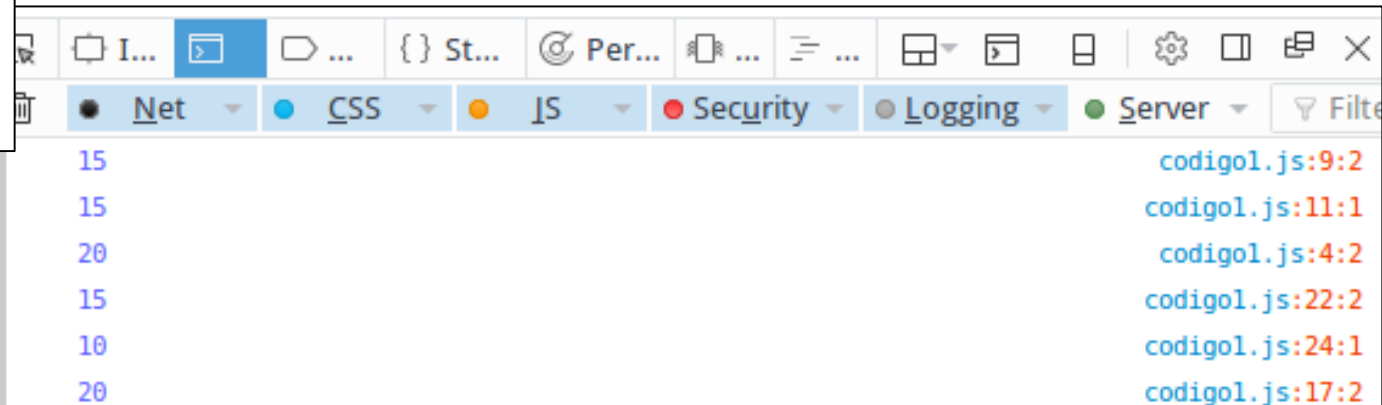 I... ... { } St... Per... ... ...
Net CSS JS Security Logging Server Filte
15 codigo1.js:9:2
15 codigo1.js:11:1
20 codigo1.js:4:2
15 codigo1.js:22:2
10 codigo1.js:24:1
20 codigo1.js:17:2